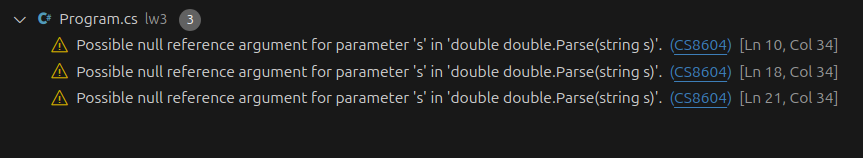 C# Program.cs lw3 3
Possible null reference argument for parameter 's' in 'double double.Parse(string s)'. (CS8604) [Ln 10, Col 34]
Possible null reference argument for parameter 's' in 'double double.Parse(string s)'. (CS8604) [Ln 18, Col 34]
Possible null reference argument for parameter 's' in 'double double.Parse(string s)'. (CS8604) [Ln 21, Col 34]